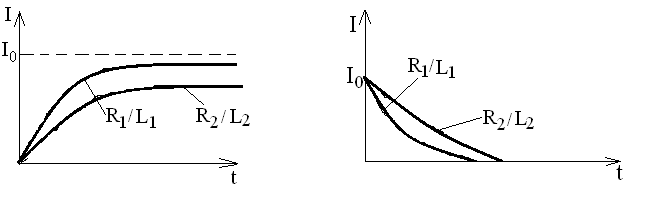 I
I₀
R₁/L₁
R₂/L₂
t
I
I₀
R₁/L₁
R₂/L₂
t